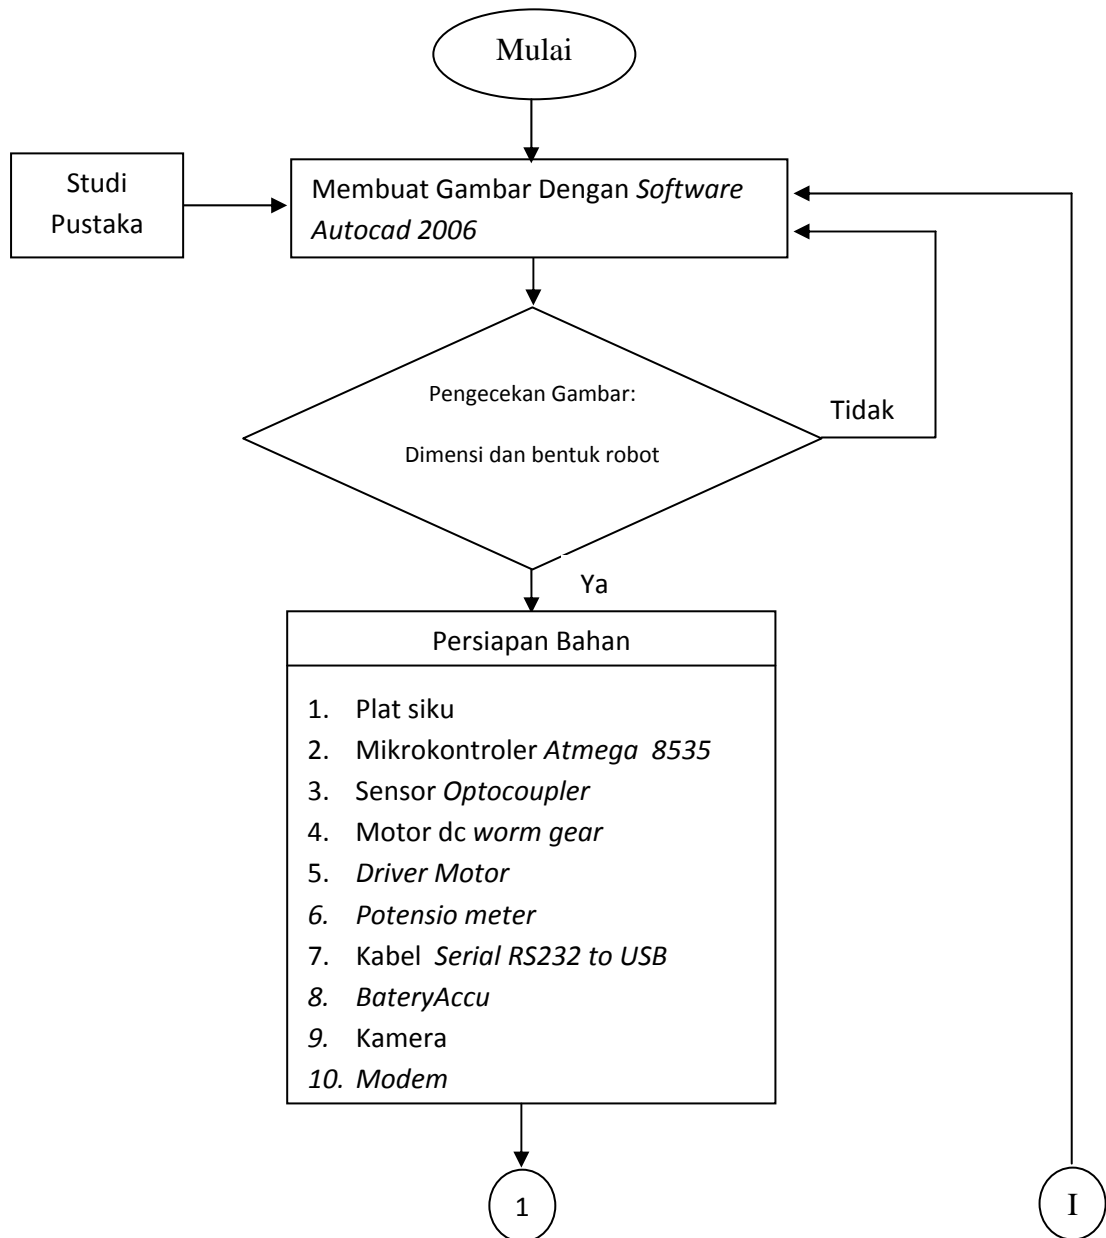 Mulai
Studi
Pustaka
Membuat Gambar Dengan Software
Autocad 2006
Pengecekan Gambar:
Dimensi dan bentuk robot
Tidak
Ya
Persiapan Bahan
1. Plat siku
2. Mikrokontroler Atmega 8535
3. Sensor Optocoupler
4. Motor dc worm gear
5. Driver Motor
6. Potensio meter
7. Kabel Serial RS232 to USB
8. BateryAccu
9. Kamera
10. Modem
1
I